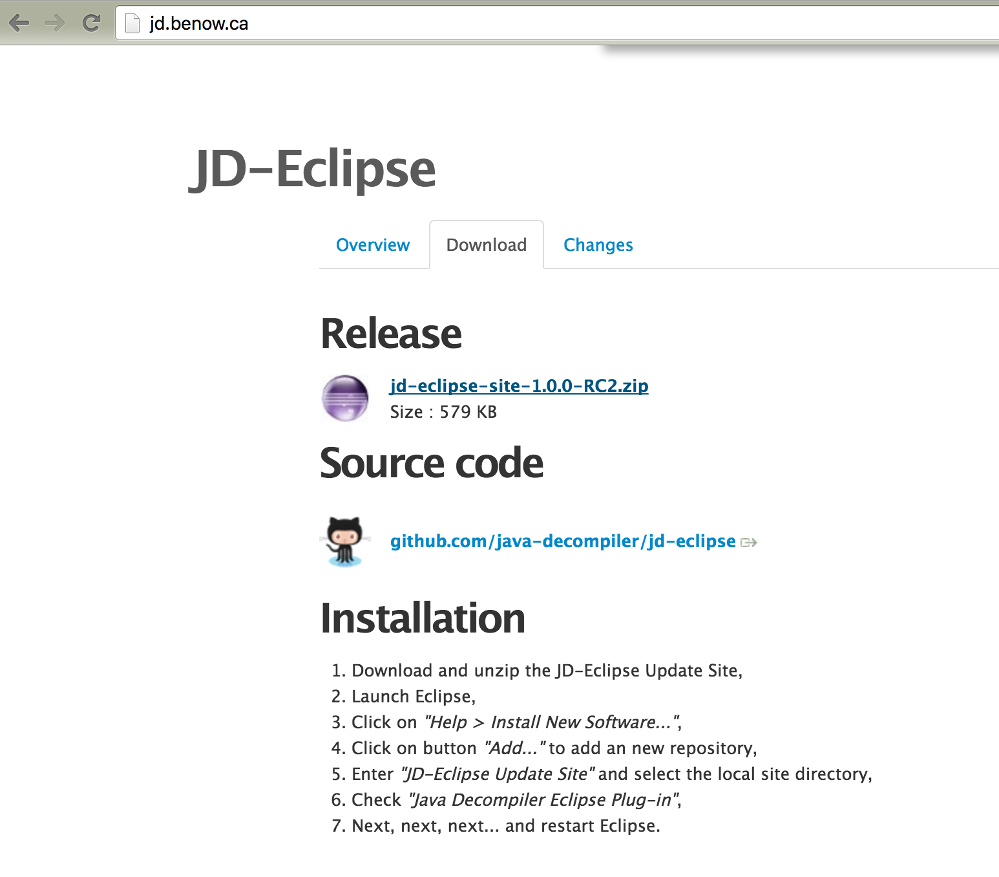 jd.benow.ca
JD-Eclipse
Overview Download Changes
Release
jd-eclipse-site-1.0.0-RC2.zip
Size : 579 KB
Source code
github.com/java-decompiler/jd-eclipse
Installation
1. Download and unzip the JD-Eclipse Update Site,
2. Launch Eclipse,
3. Click on "Help > Install New Software...",
4. Click on button "Add..." to add an new repository,
5. Enter "JD-Eclipse Update Site" and select the local site directory,
6. Check "Java Decompiler Eclipse Plug-in",
7. Next, next, next... and restart Eclipse.